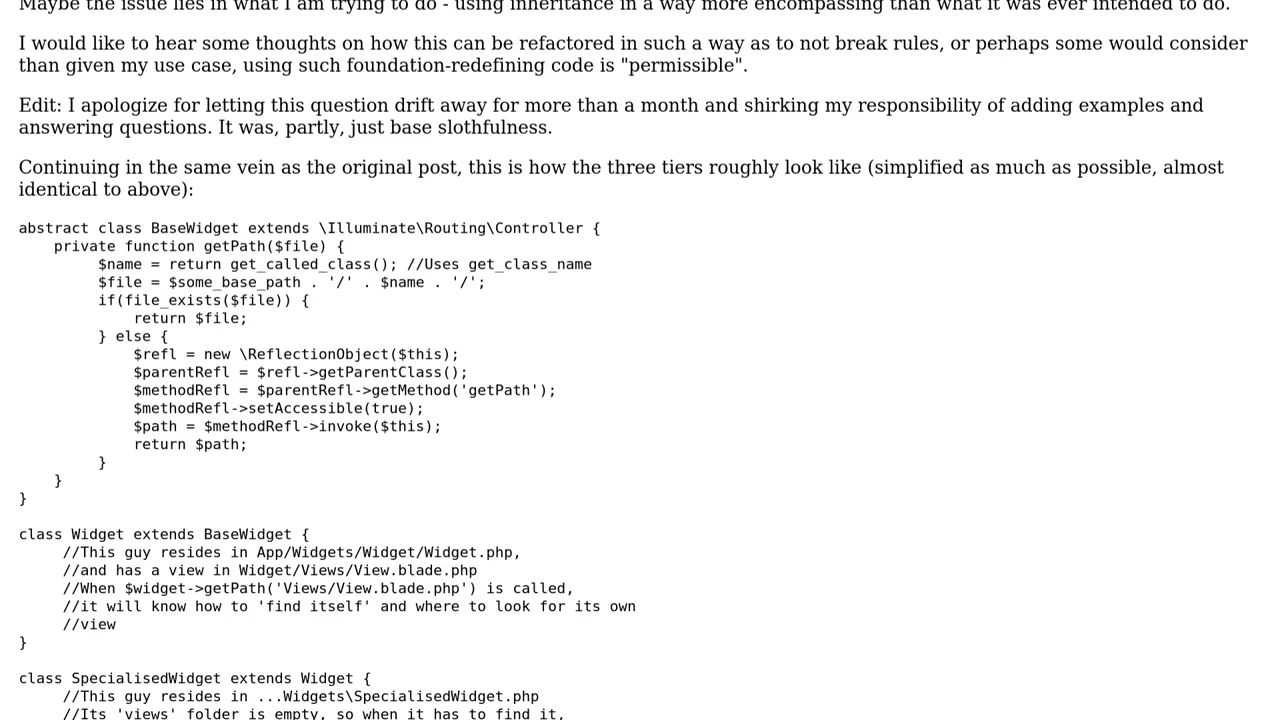 Maybe the issue lies in what I am trying to do - using inheritance in a way more encompassing than what it was ever intended to do.
I would like to hear some thoughts on how this can be refactored in such a way as to not break rules, or perhaps some would consider
than given my use case, using such foundation-redefining code is "permissible".
Edit: I apologize for letting this question drift away for more than a month and shirking my responsibility of adding examples and
answering questions. It was, partly, just base slothfulness.
Continuing in the same vein as the original post, this is how the three tiers roughly look like (simplified as much as possible, almost
identical to above):
abstract class BaseWidget extends \Illuminate\Routing\Controller {
    private function getPath($file) {
         $name = return get_called_class(); //Uses get_class_name
         $file = $some_base_path . '/' . $name . '/';
         if(file_exists($file)) {
             return $file;
         } else {
             $refl = new \ReflectionObject($this);
             $parentRefl = $refl->getParentClass();
             $methodRefl = $parentRefl->getMethod('getPath');
             $methodRefl->setAccessible(true);
             $path = $methodRefl->invoke($this);
             return $path;
         }
    }
}
class Widget extends BaseWidget {
     //This guy resides in App/Widgets/Widget/Widget.php,
     //and has a view in Widget/Views/View.blade.php
     //When $widget->getPath('Views/View.blade.php') is called,
     //it will know how to 'find itself' and where to look for its own
     //view
}
class SpecialisedWidget extends Widget {
     //This guy resides in ...Widgets\SpecialisedWidget.php
     //Its 'views' folder is empty, so when it has to find it,